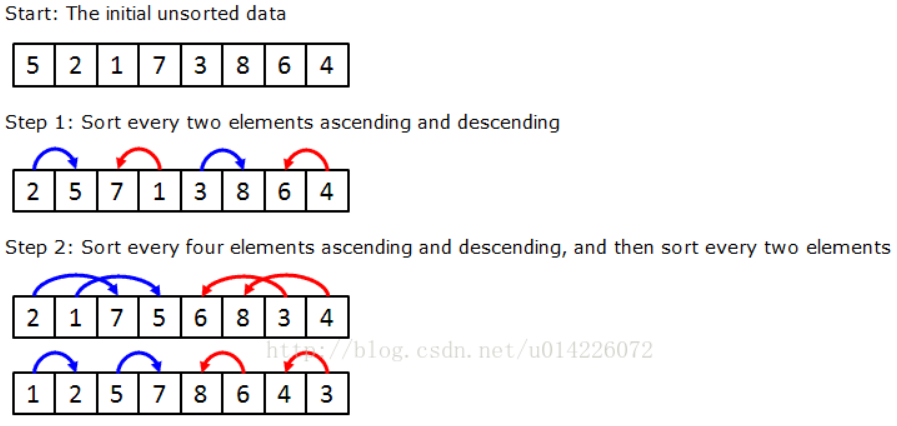 Start: The initial unsorted data
5 2 1 7 3 8 6 4
Step 1: Sort every two elements ascending and descending
2 5 7 1 3 8 6 4
Step 2: Sort every four elements ascending and descending, and then sort every two elements
2 1 7 5 6 8 3 4
http://blog.csdn.net/u014226072
1 2 5 7 8 6 4 3